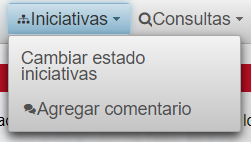 Iniciativas Consultas
Cambiar estado
iniciativas
Agregar comentario